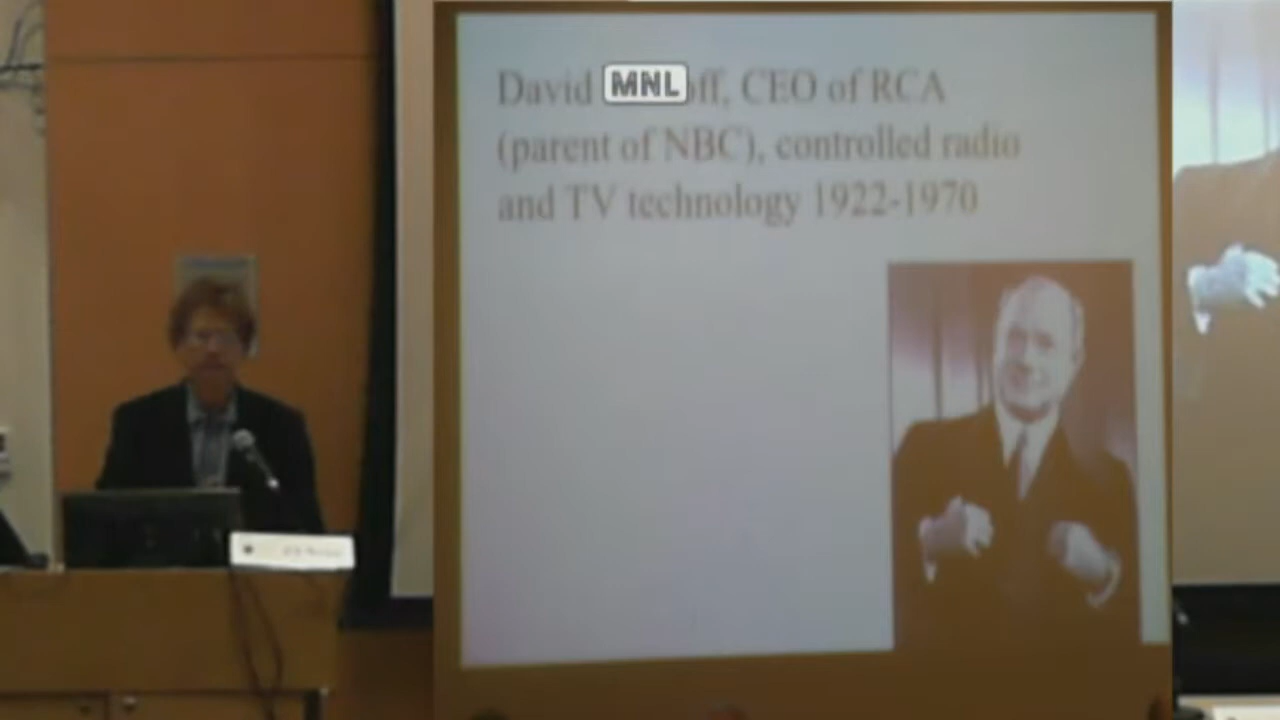 David MNL off, CEO of RCA
(parent of NBC), controlled radio
and TV technology 1922-1970